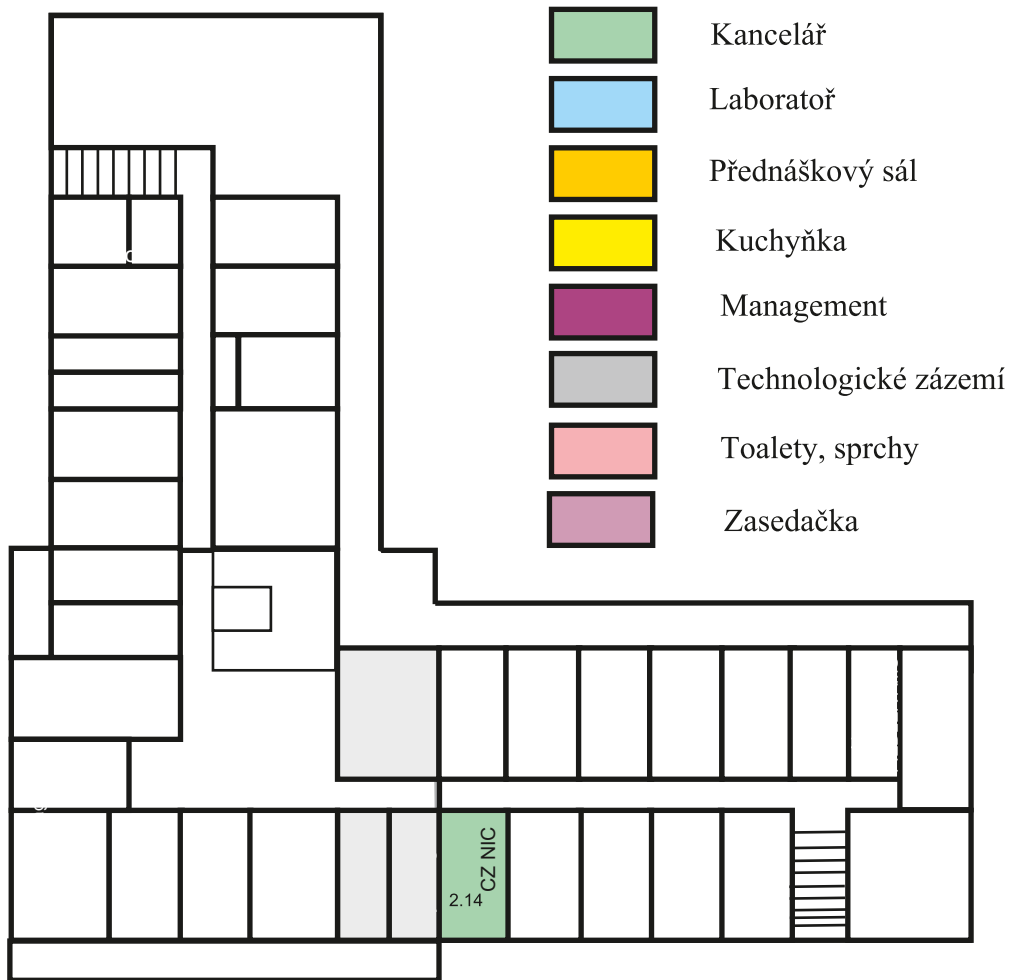 Kancelář
Laboratoř
Přednáškový sál
Kuchyňka
Management
Technologické zázemí
Toalety, sprchy
Zasedačka
CZ NIC
2.14